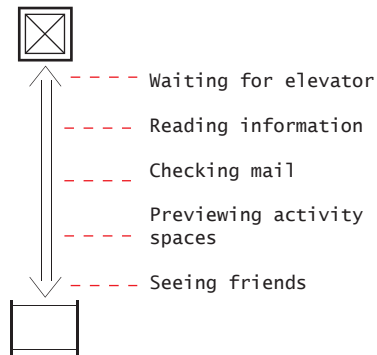 Waiting for elevator
Reading information
Checking mail
Previewing activity
spaces
Seeing friends